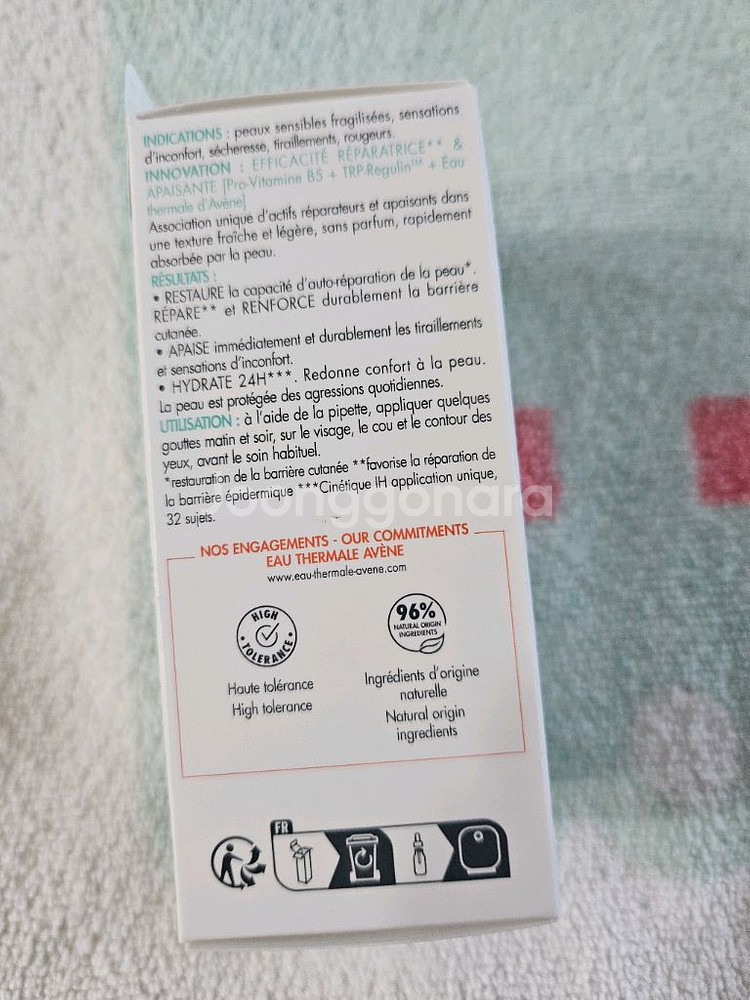 INDICATIONS : peaux sensibles fragilisées, sensations
d'inconfort, sécheresse, tiraillements, rougeurs.
INNOVATION : EFFICACITÉ RÉPARATRICE** &
APAISANTE [Pro-Vitamine B5 + TRP-Regulin™ + Eau
thermale d'Avène]
Association unique d'actifs réparateurs et apaisants dans
une texture fraîche et légère, sans parfum, rapidement
absorbée par la peau.
RÉSULTATS :
• RESTAURE la capacité d'auto-réparation de la peau*.
RÉPARE** et RENFORCE durablement la barrière
cutanée.
• APAISE immédiatement et durablement les tiraillements
et sensations d'inconfort.
• HYDRATE 24H***. Redonne confort à la peau.
La peau est protégée des agressions quotidiennes.
UTILISATION : à l'aide de la pipette, appliquer quelques
gouttes matin et soir, sur le visage, le cou et le contour des
yeux, avant le soin habituel.
*restauration de la barrière cutanée **favorise la réparation de
la barrière épidermique ***Cinétique IH application unique,
32 sujets.
joonggonara
NOS ENGAGEMENTS - OUR COMMITMENTS
EAU THERMALE AVÈNE
www.eau-thermale-avene.com
HIGH
• TOLERANCE •
96%
NATURAL ORIGIN
INGREDIENTS
Haute tolérance
High tolerance
Ingrédients d'origine
naturelle
Natural origin
ingredients
FR